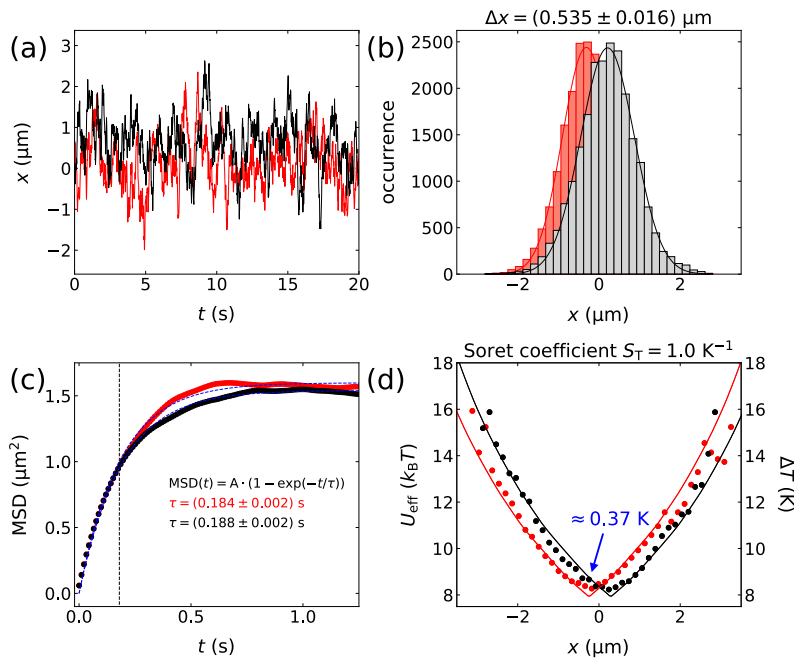 (a)
x (μm)
3
2
1
0
−1
−2
0
5
10
15
20
t (s)
(b)
Δx = (0.535 ± 0.016) μm
occurrence
2500
2000
1500
1000
500
0
−2
0
2
x (μm)
(c)
MSD (μm²)
1.5
1.0
0.5
0.0
MSD(t) = A · (1 − exp(−t/τ))
τ = (0.184 ± 0.002) s
τ = (0.188 ± 0.002) s
0.0
0.5
1.0
t (s)
Soret coefficient S_T = 1.0 K⁻¹
(d)
U_eff (k_BT)
18
16
14
12
10
8
≈ 0.37 K
18
16
14
12
10
8
ΔT (K)
−2
0
2
x (μm)